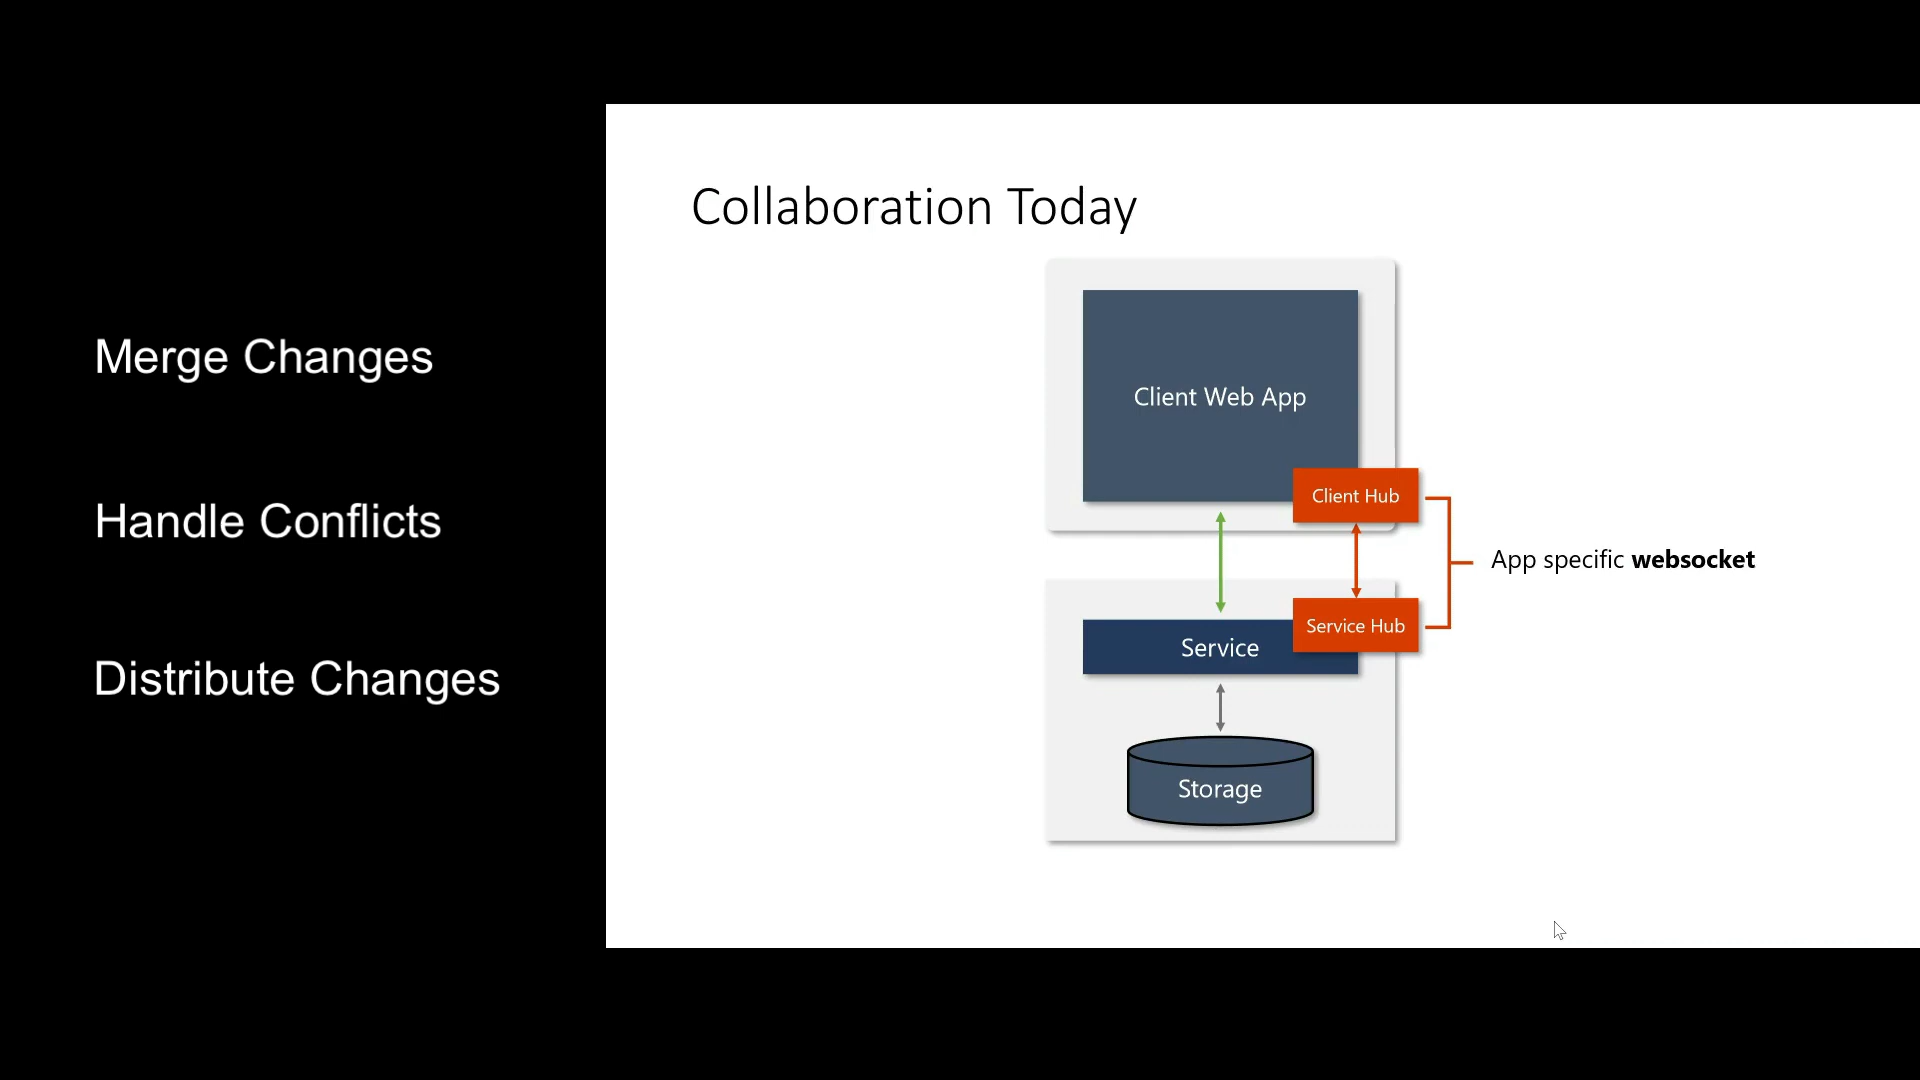 Merge Changes
Handle Conflicts
Distribute Changes
Collaboration Today
Client Web App
Client Hub
App specific websocket
Service Hub
Service
Storage